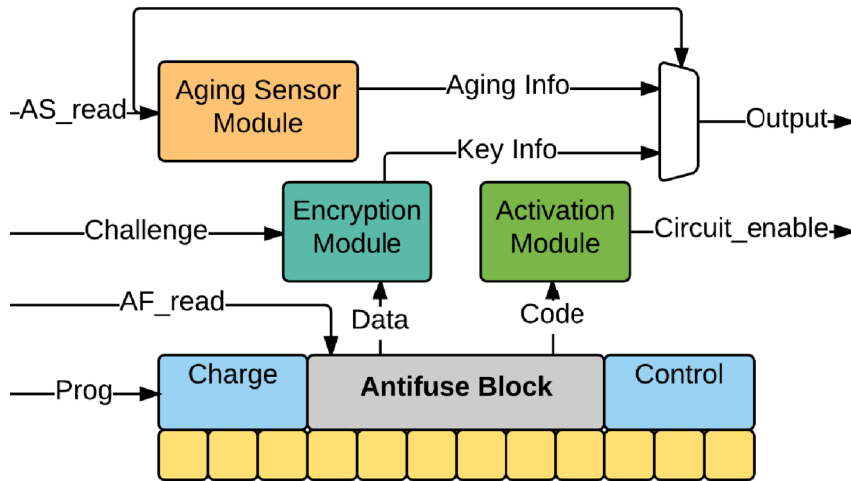 AS_read
Aging Sensor
Module
Aging Info
Key Info
Output
Challenge
Encryption
Module
Activation
Module
Circuit_enable
AF_read
Data
Code
Prog
Charge
Antifuse Block
Control